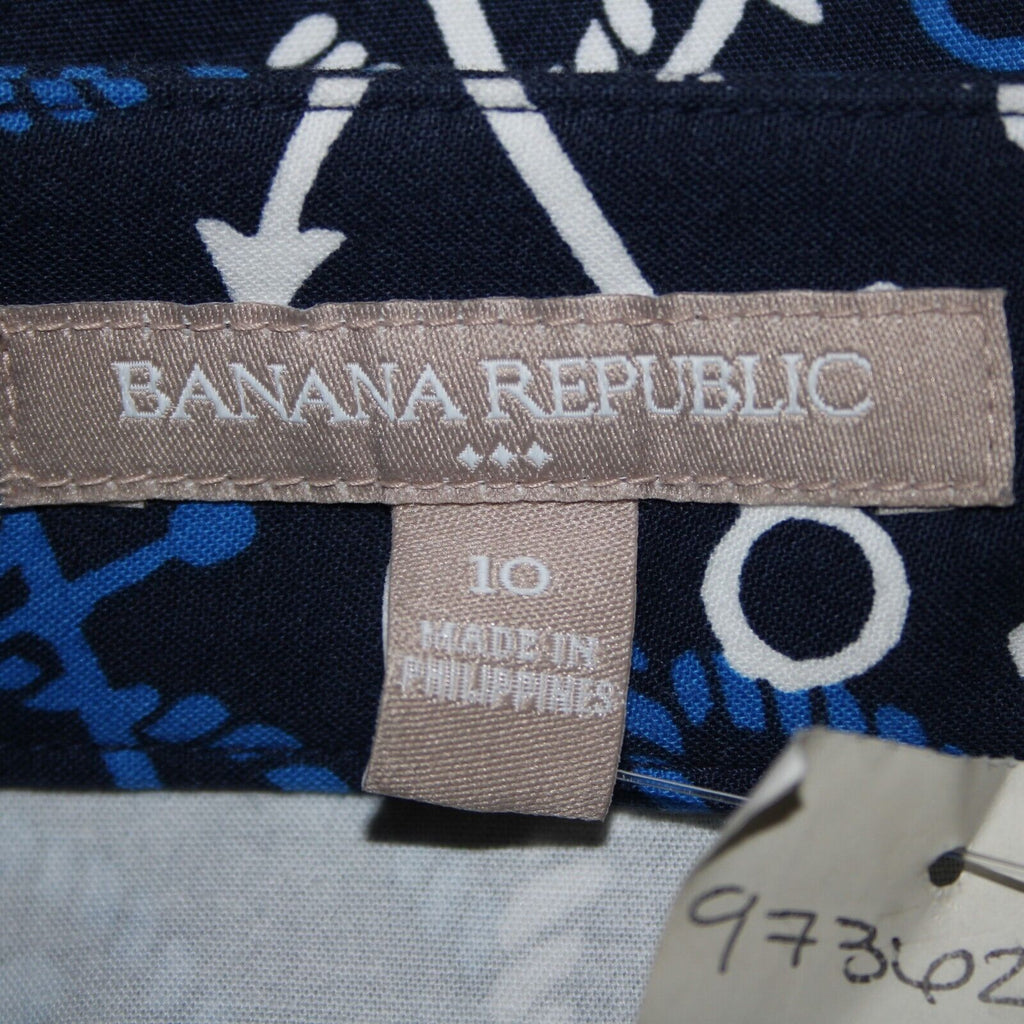 BANANA REPUBLIC
10
MADE IN
PHILIPPINES
97362